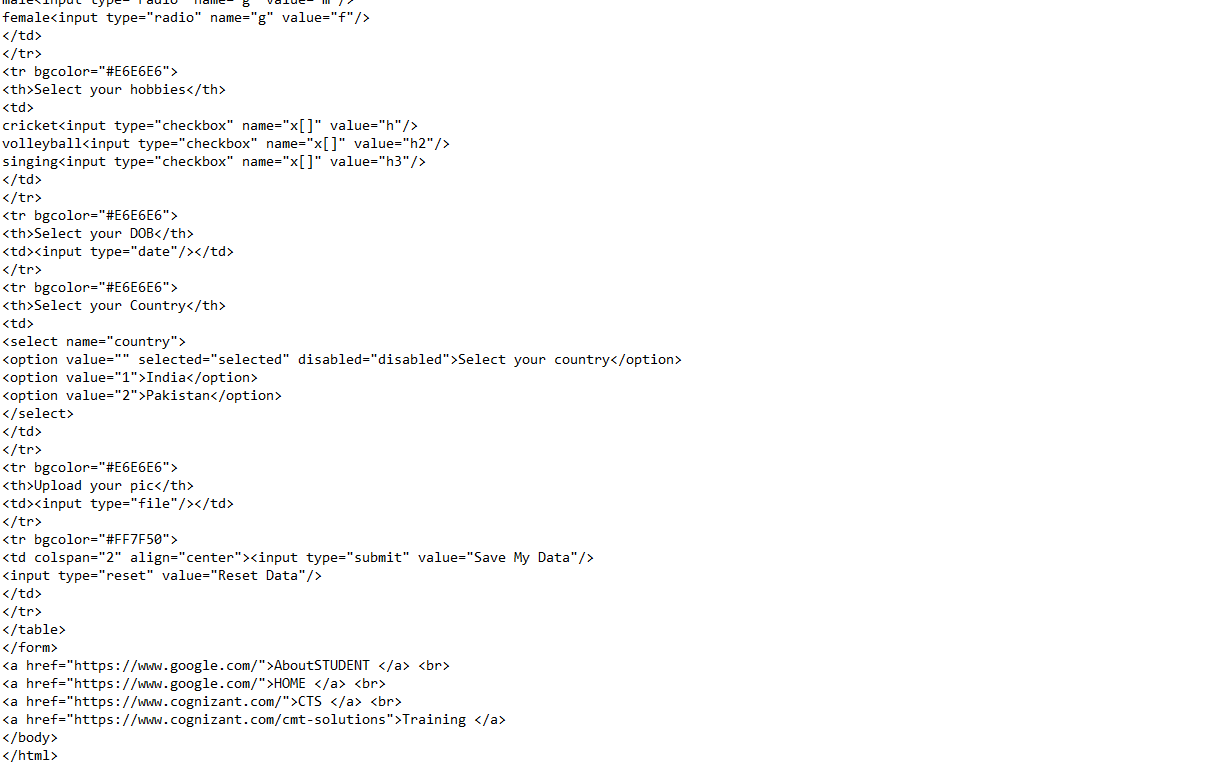 male<input type="radio" name="g" value="m"/>
female<input type="radio" name="g" value="f"/>
</td>
</tr>
<tr bgcolor="#E6E6E6">
<th>Select your hobbies</th>
<td>
cricket<input type="checkbox" name="x[]" value="h"/>
volleyball<input type="checkbox" name="x[]" value="h2"/>
singing<input type="checkbox" name="x[]" value="h3"/>
</td>
</tr>
<tr bgcolor="#E6E6E6">
<th>Select your DOB</th>
<td><input type="date"/></td>
</tr>
<tr bgcolor="#E6E6E6">
<th>Select your Country</th>
<td>
<select name="country">
<option value="" selected="selected" disabled="disabled">Select your country</option>
<option value="1">India</option>
<option value="2">Pakistan</option>
</select>
</td>
</tr>
<tr bgcolor="#E6E6E6">
<th>Upload your pic</th>
<td><input type="file"/></td>
</tr>
<tr bgcolor="#FF7F50">
<td colspan="2" align="center"><input type="submit" value="Save My Data"/>
<input type="reset" value="Reset Data"/>
</td>
</tr>
</table>
</form>
<a href="https://www.google.com/">AboutSTUDENT </a> <br>
<a href="https://www.google.com/">HOME </a> <br>
<a href="https://www.cognizant.com/">CTS </a> <br>
<a href="https://www.cognizant.com/cmt-solutions">Training </a>
</body>
</html>